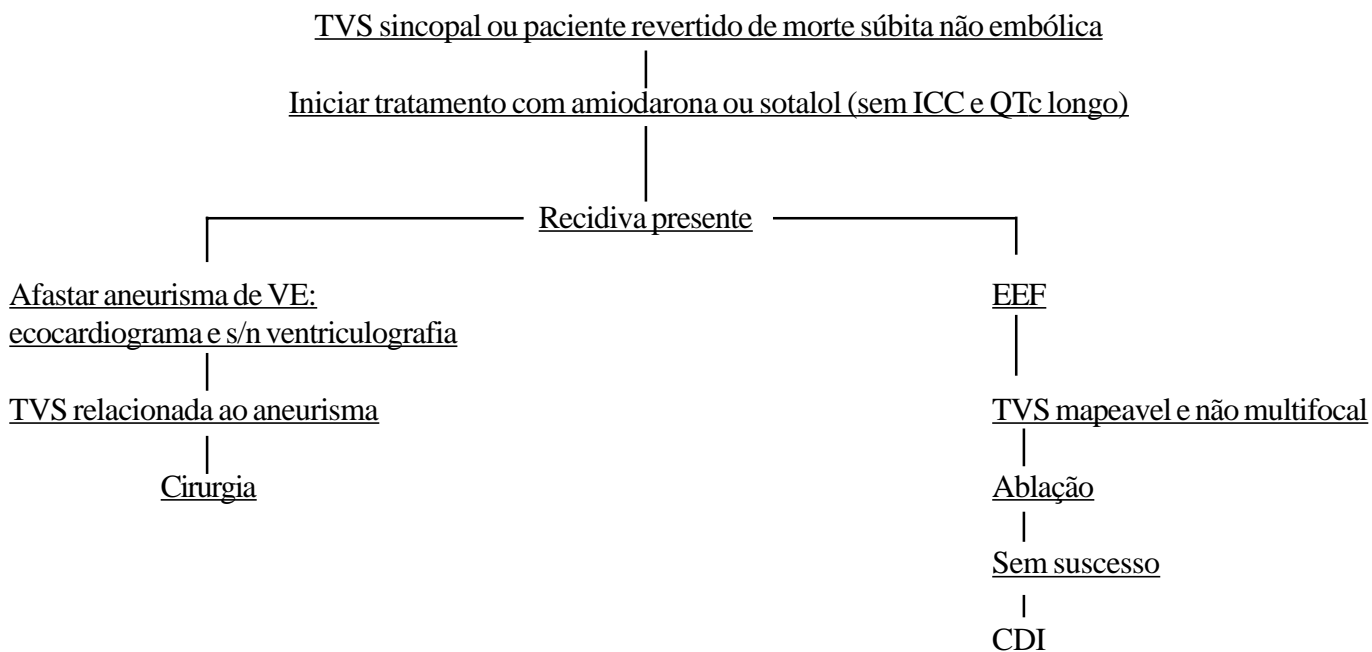 TVS sincopal ou paciente revertido de morte súbita não embólica
Iniciar tratamento com amiodarona ou sotalol (sem ICC e QTc longo)
Recidiva presente
Afastar aneurisma de VE:
ecocardiograma e s/n ventriculografia
TVS relacionada ao aneurisma
Cirurgia
EEF
TVS mapeavel e não multifocal
Ablação
Sem suscesso
CDI